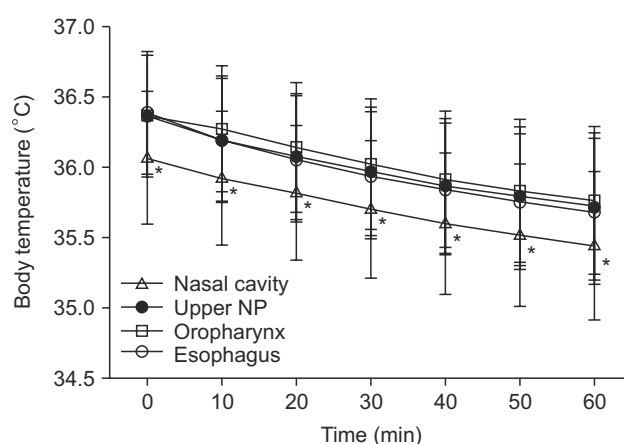 37.0
36.5
36.0
35.5
35.0
34.5
Body temperature (°C)
* * * * * * *
Nasal cavity
Upper NP
Oropharynx
Esophagus
0 10 20 30 40 50 60
Time (min)